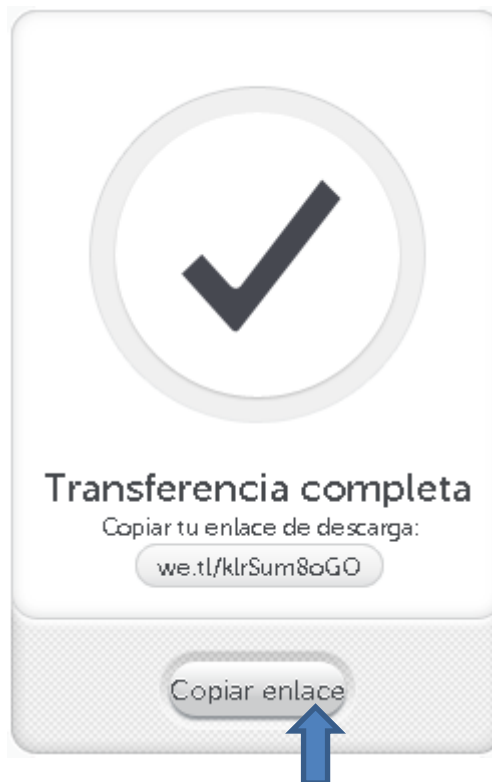 Transferencia completa
Copiar tu enlace de descarga:
we.tl/klrSum8oGO
Copiar enlace